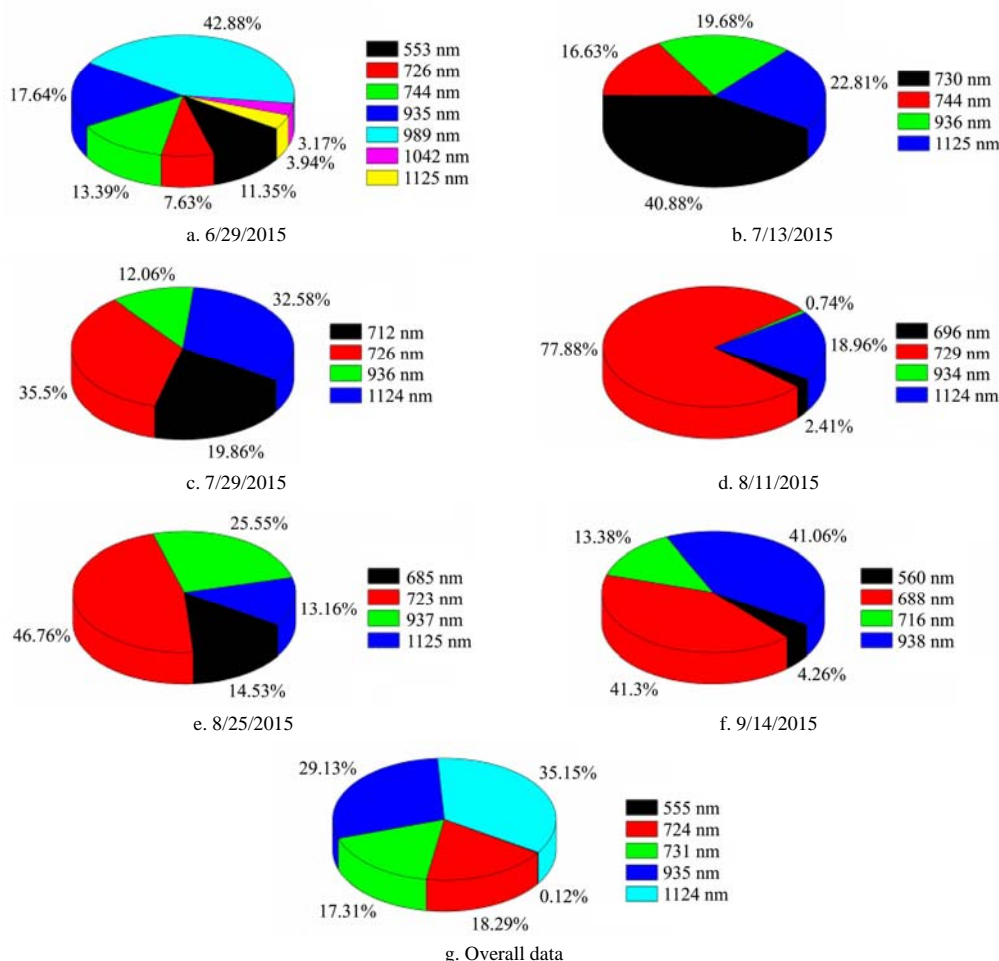 42.88%
17.64%
13.39%
7.63%
11.35%
3.94%
3.17%
553 nm
726 nm
744 nm
935 nm
989 nm
1042 nm
1125 nm
a. 6/29/2015
19.68%
16.63%
22.81%
40.88%
730 nm
744 nm
936 nm
1125 nm
b. 7/13/2015
12.06%
32.58%
35.5%
19.86%
712 nm
726 nm
936 nm
1124 nm
c. 7/29/2015
0.74%
77.88%
18.96%
2.41%
696 nm
729 nm
934 nm
1124 nm
d. 8/11/2015
25.55%
13.16%
46.76%
14.53%
685 nm
723 nm
937 nm
1125 nm
e. 8/25/2015
13.38%
41.06%
4.26%
41.3%
560 nm
688 nm
716 nm
938 nm
f. 9/14/2015
29.13%
35.15%
0.12%
17.31%
18.29%
555 nm
724 nm
731 nm
935 nm
1124 nm
g. Overall data